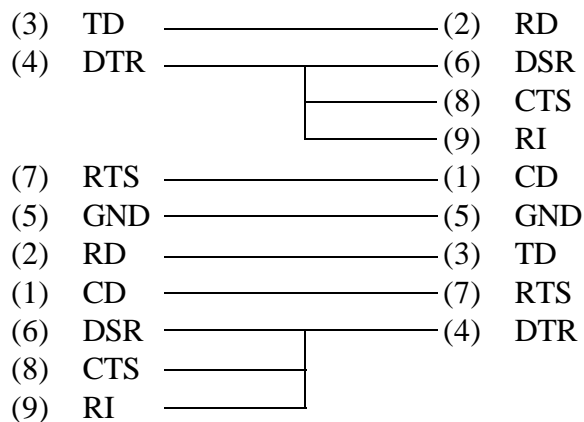 (3) TD (2) RD
(4) DTR (6) DSR
(8) CTS
(9) RI
(7) RTS (1) CD
(5) GND (5) GND
(2) RD (3) TD
(1) CD (7) RTS
(6) DSR (4) DTR
(8) CTS
(9) RI